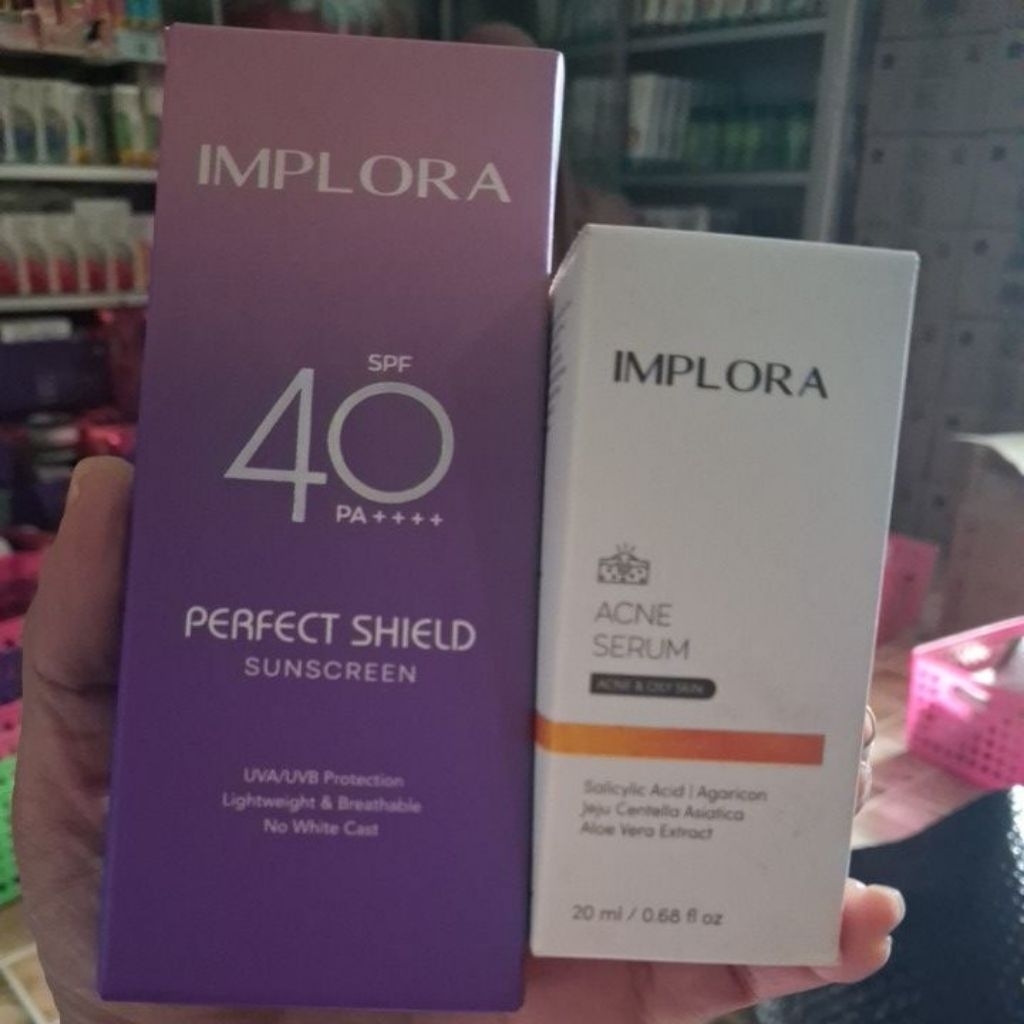 IMPLORA
SPF
40
PA++++
PERFECT SHIELD
SUNSCREEN
UVA/UVB Protection
Lightweight & Breathable
No White Cast
IMPLORA
ACNE
SERUM
ACNE & OILY SKIN
Salicylic Acid | Agaricon
Jeju Centella Asiatica
Aloe Vera Extract
20 ml / 0.68 fl oz